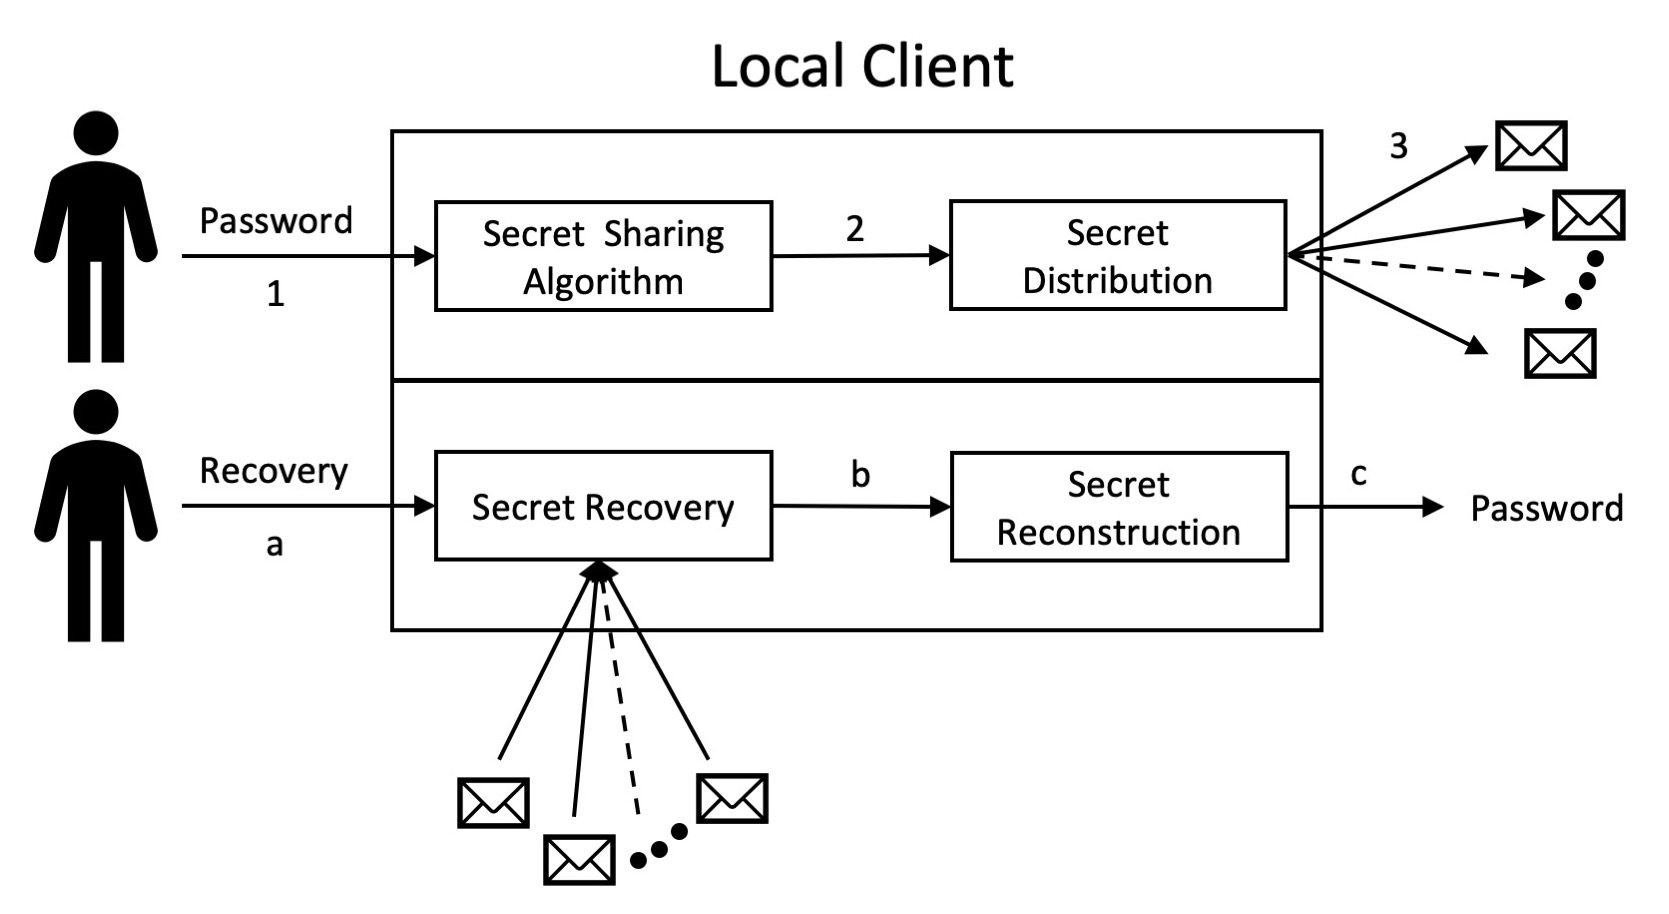 Local Client
Password
1
Secret Sharing
Algorithm
2
Secret
Distribution
3
Recovery
a
Secret Recovery
b
Secret
Reconstruction
c
Password